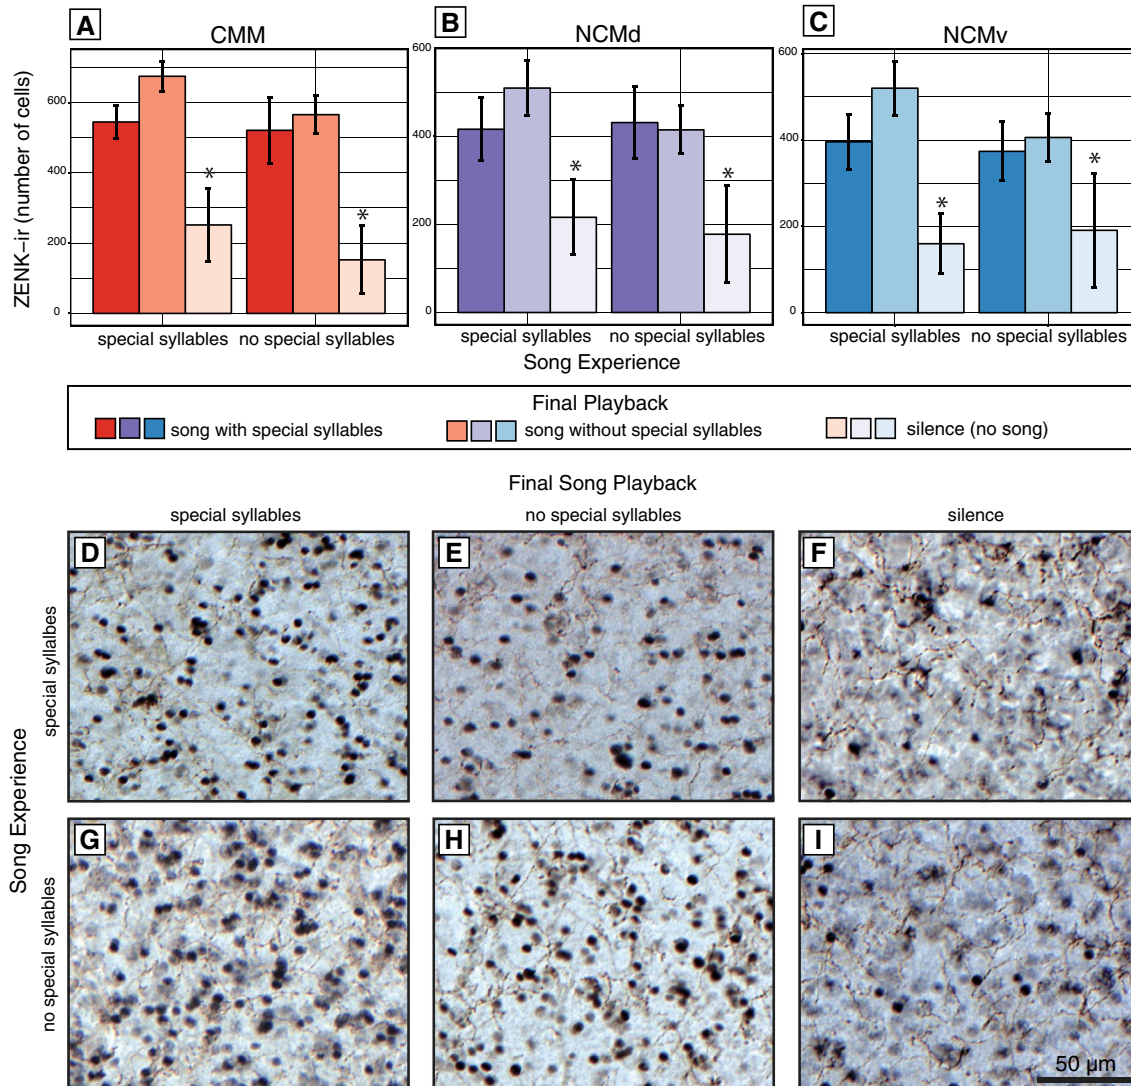 A
CMM
B
NCMd
C
NCMv
ZENK–ir (number of cells)
600
400
200
0
*
*
600
400
200
0
*
*
600
400
200
0
*
*
special syllables
no special syllables
special syllables
no special syllables
special syllables
no special syllables
Song Experience
Final Playback
song with special syllables
song without special syllables
silence (no song)
Final Song Playback
special syllables
no special syllables
silence
Song Experience
special syllalbes
D
E
F
no special syllables
G
H
I
50 µm